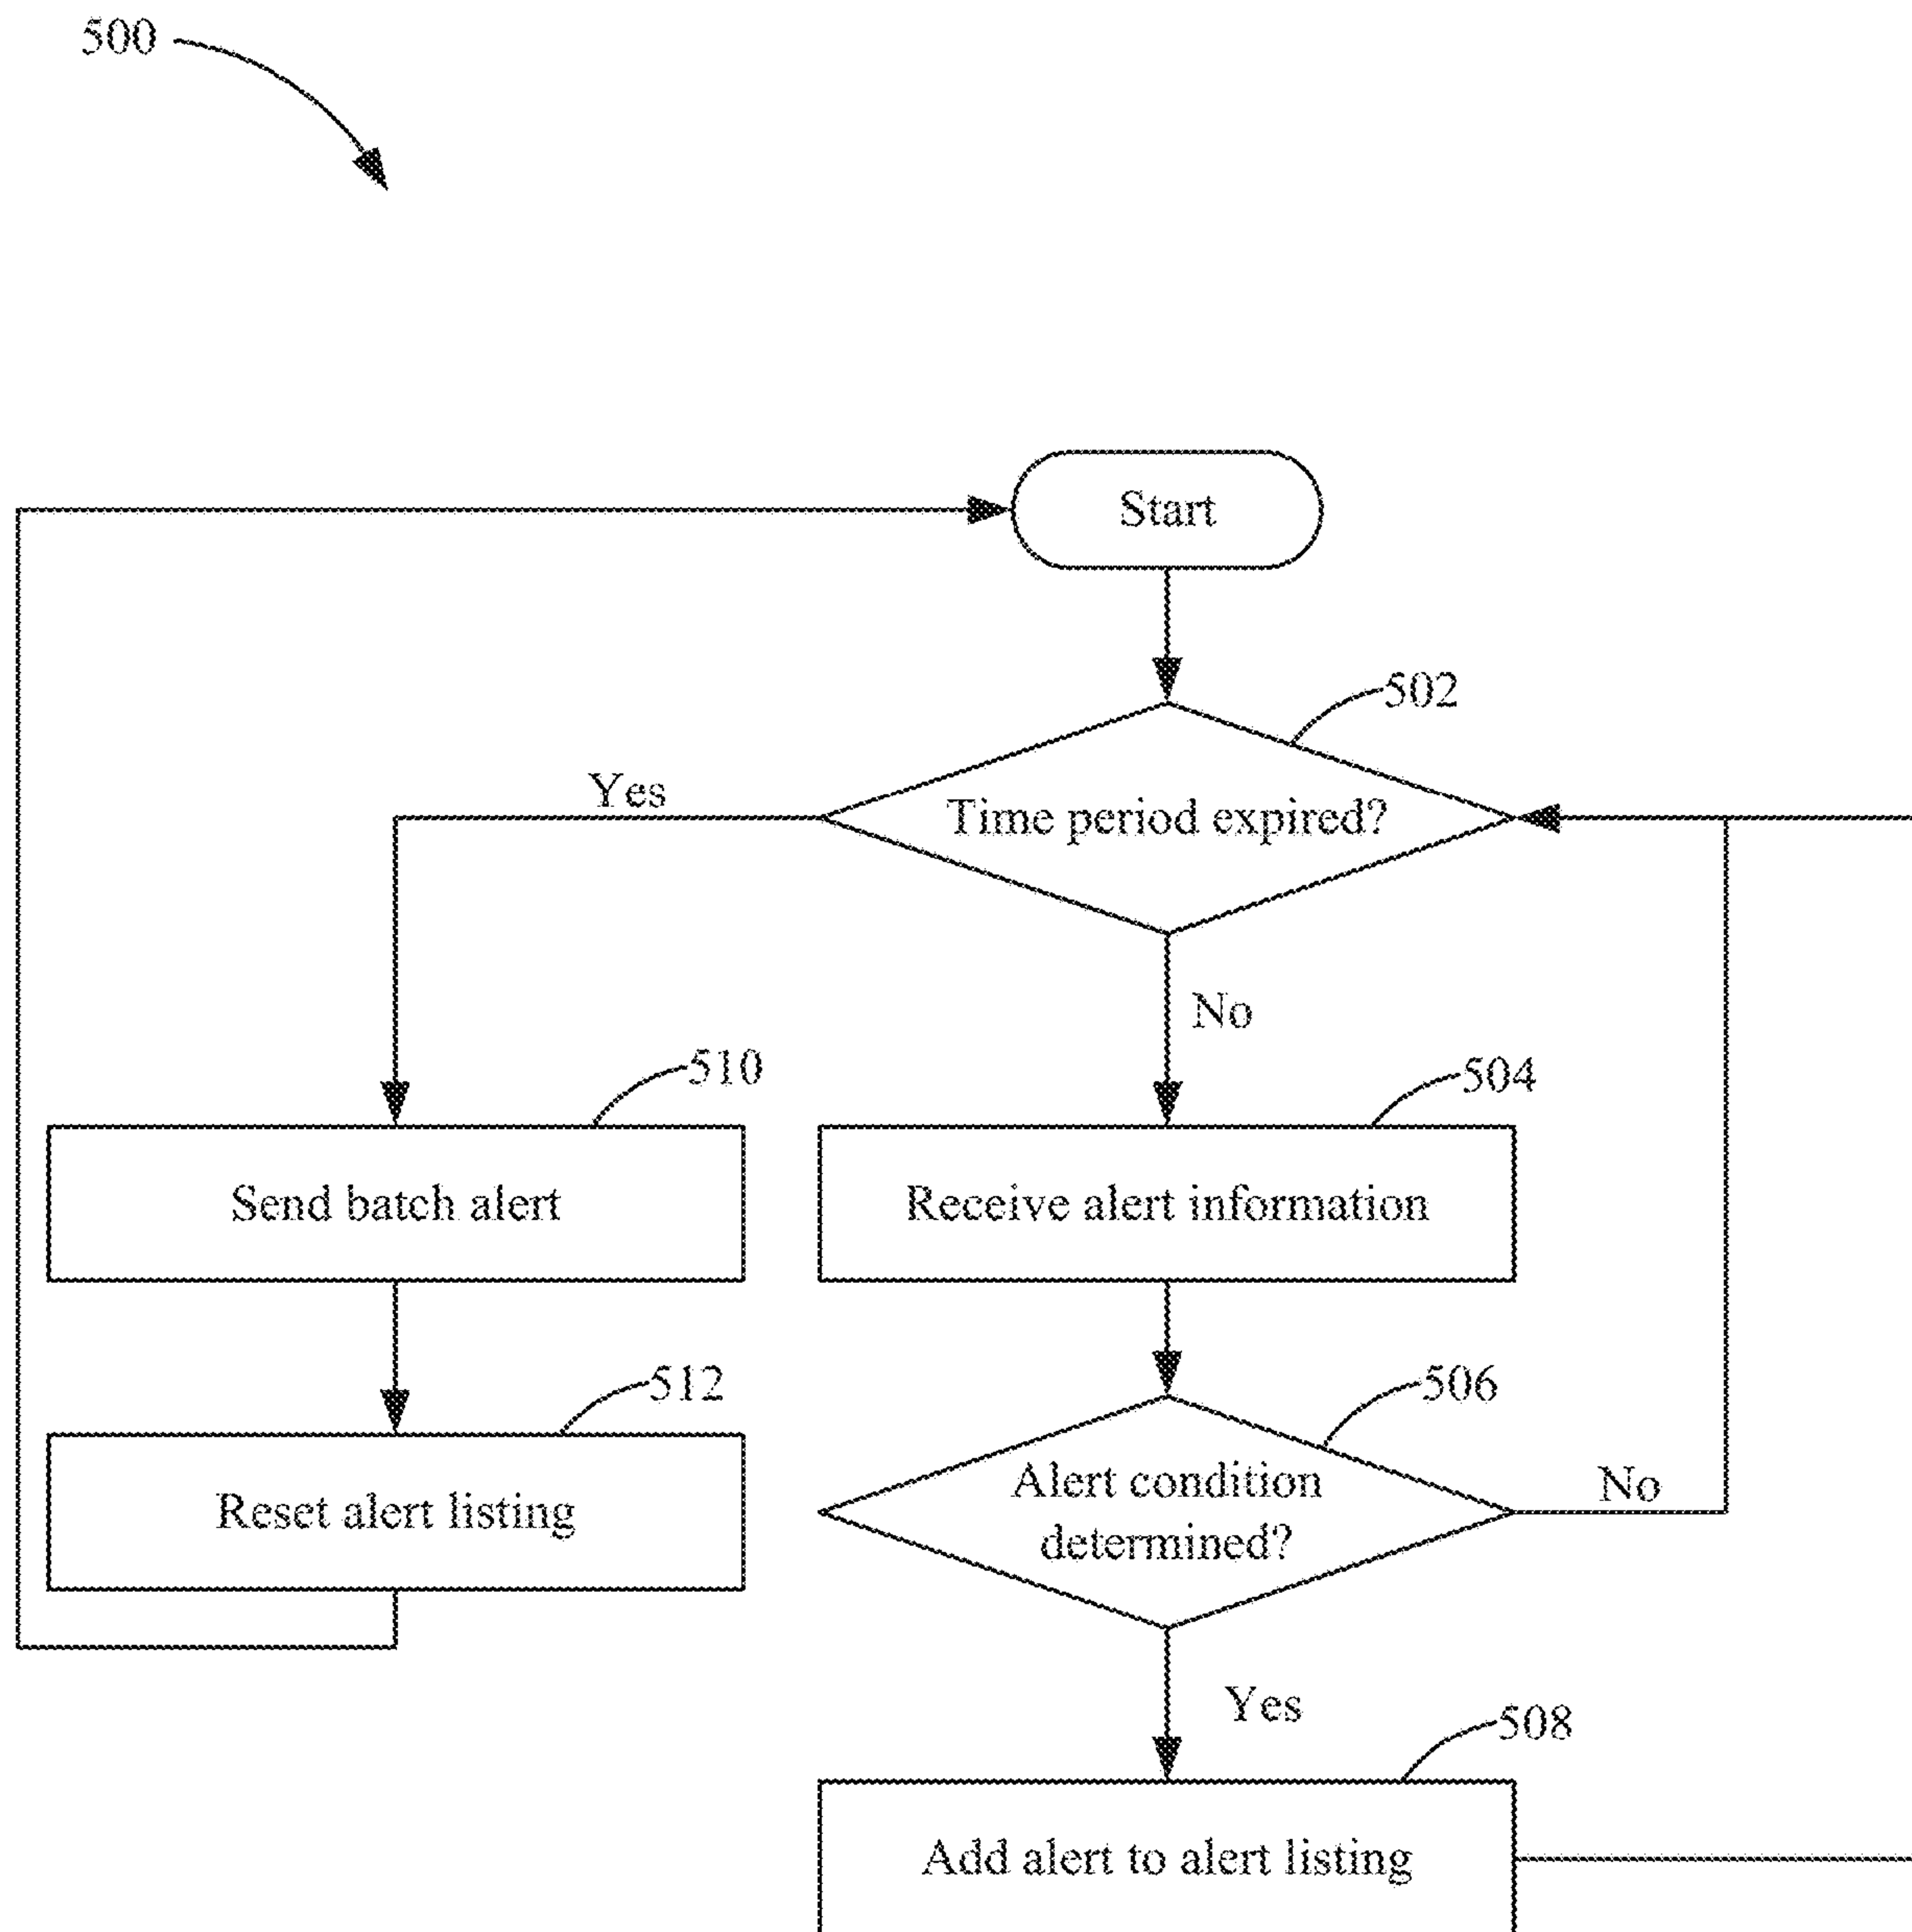 500
Start
502
Time period expired?
Yes
No
510
504
Send batch alert
Receive alert information
512
506
Reset alert listing
Alert condition
determined?
No
Yes
508
Add alert to alert listing